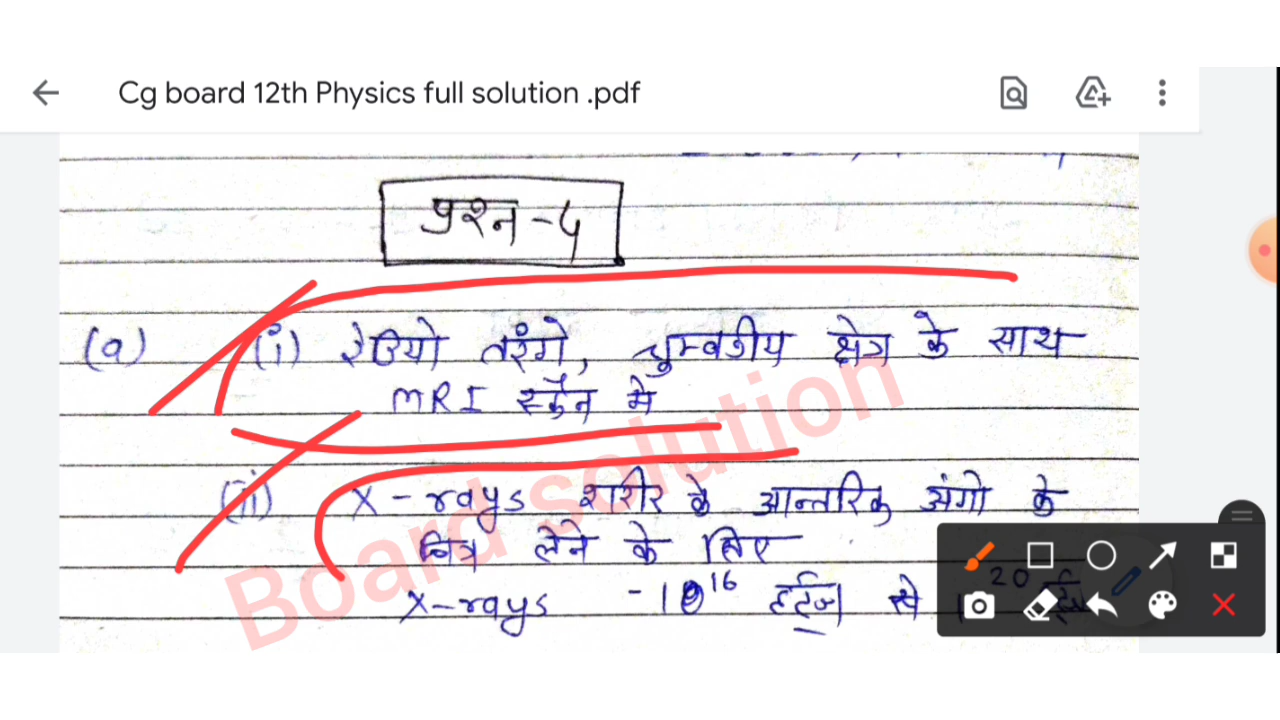 Cg board 12th Physics full solution .pdf
प्रश्न-5
(a) (i) रेडियो तरंगे, चुम्बकीय क्षेत्र के साथ
MRI स्कैन मे
(ii) X-rays शरीर के आन्तरिक अंगो के
चित्र लेने के लिए
X-rays -10¹⁶ हर्ट्ज से 20
Board solution